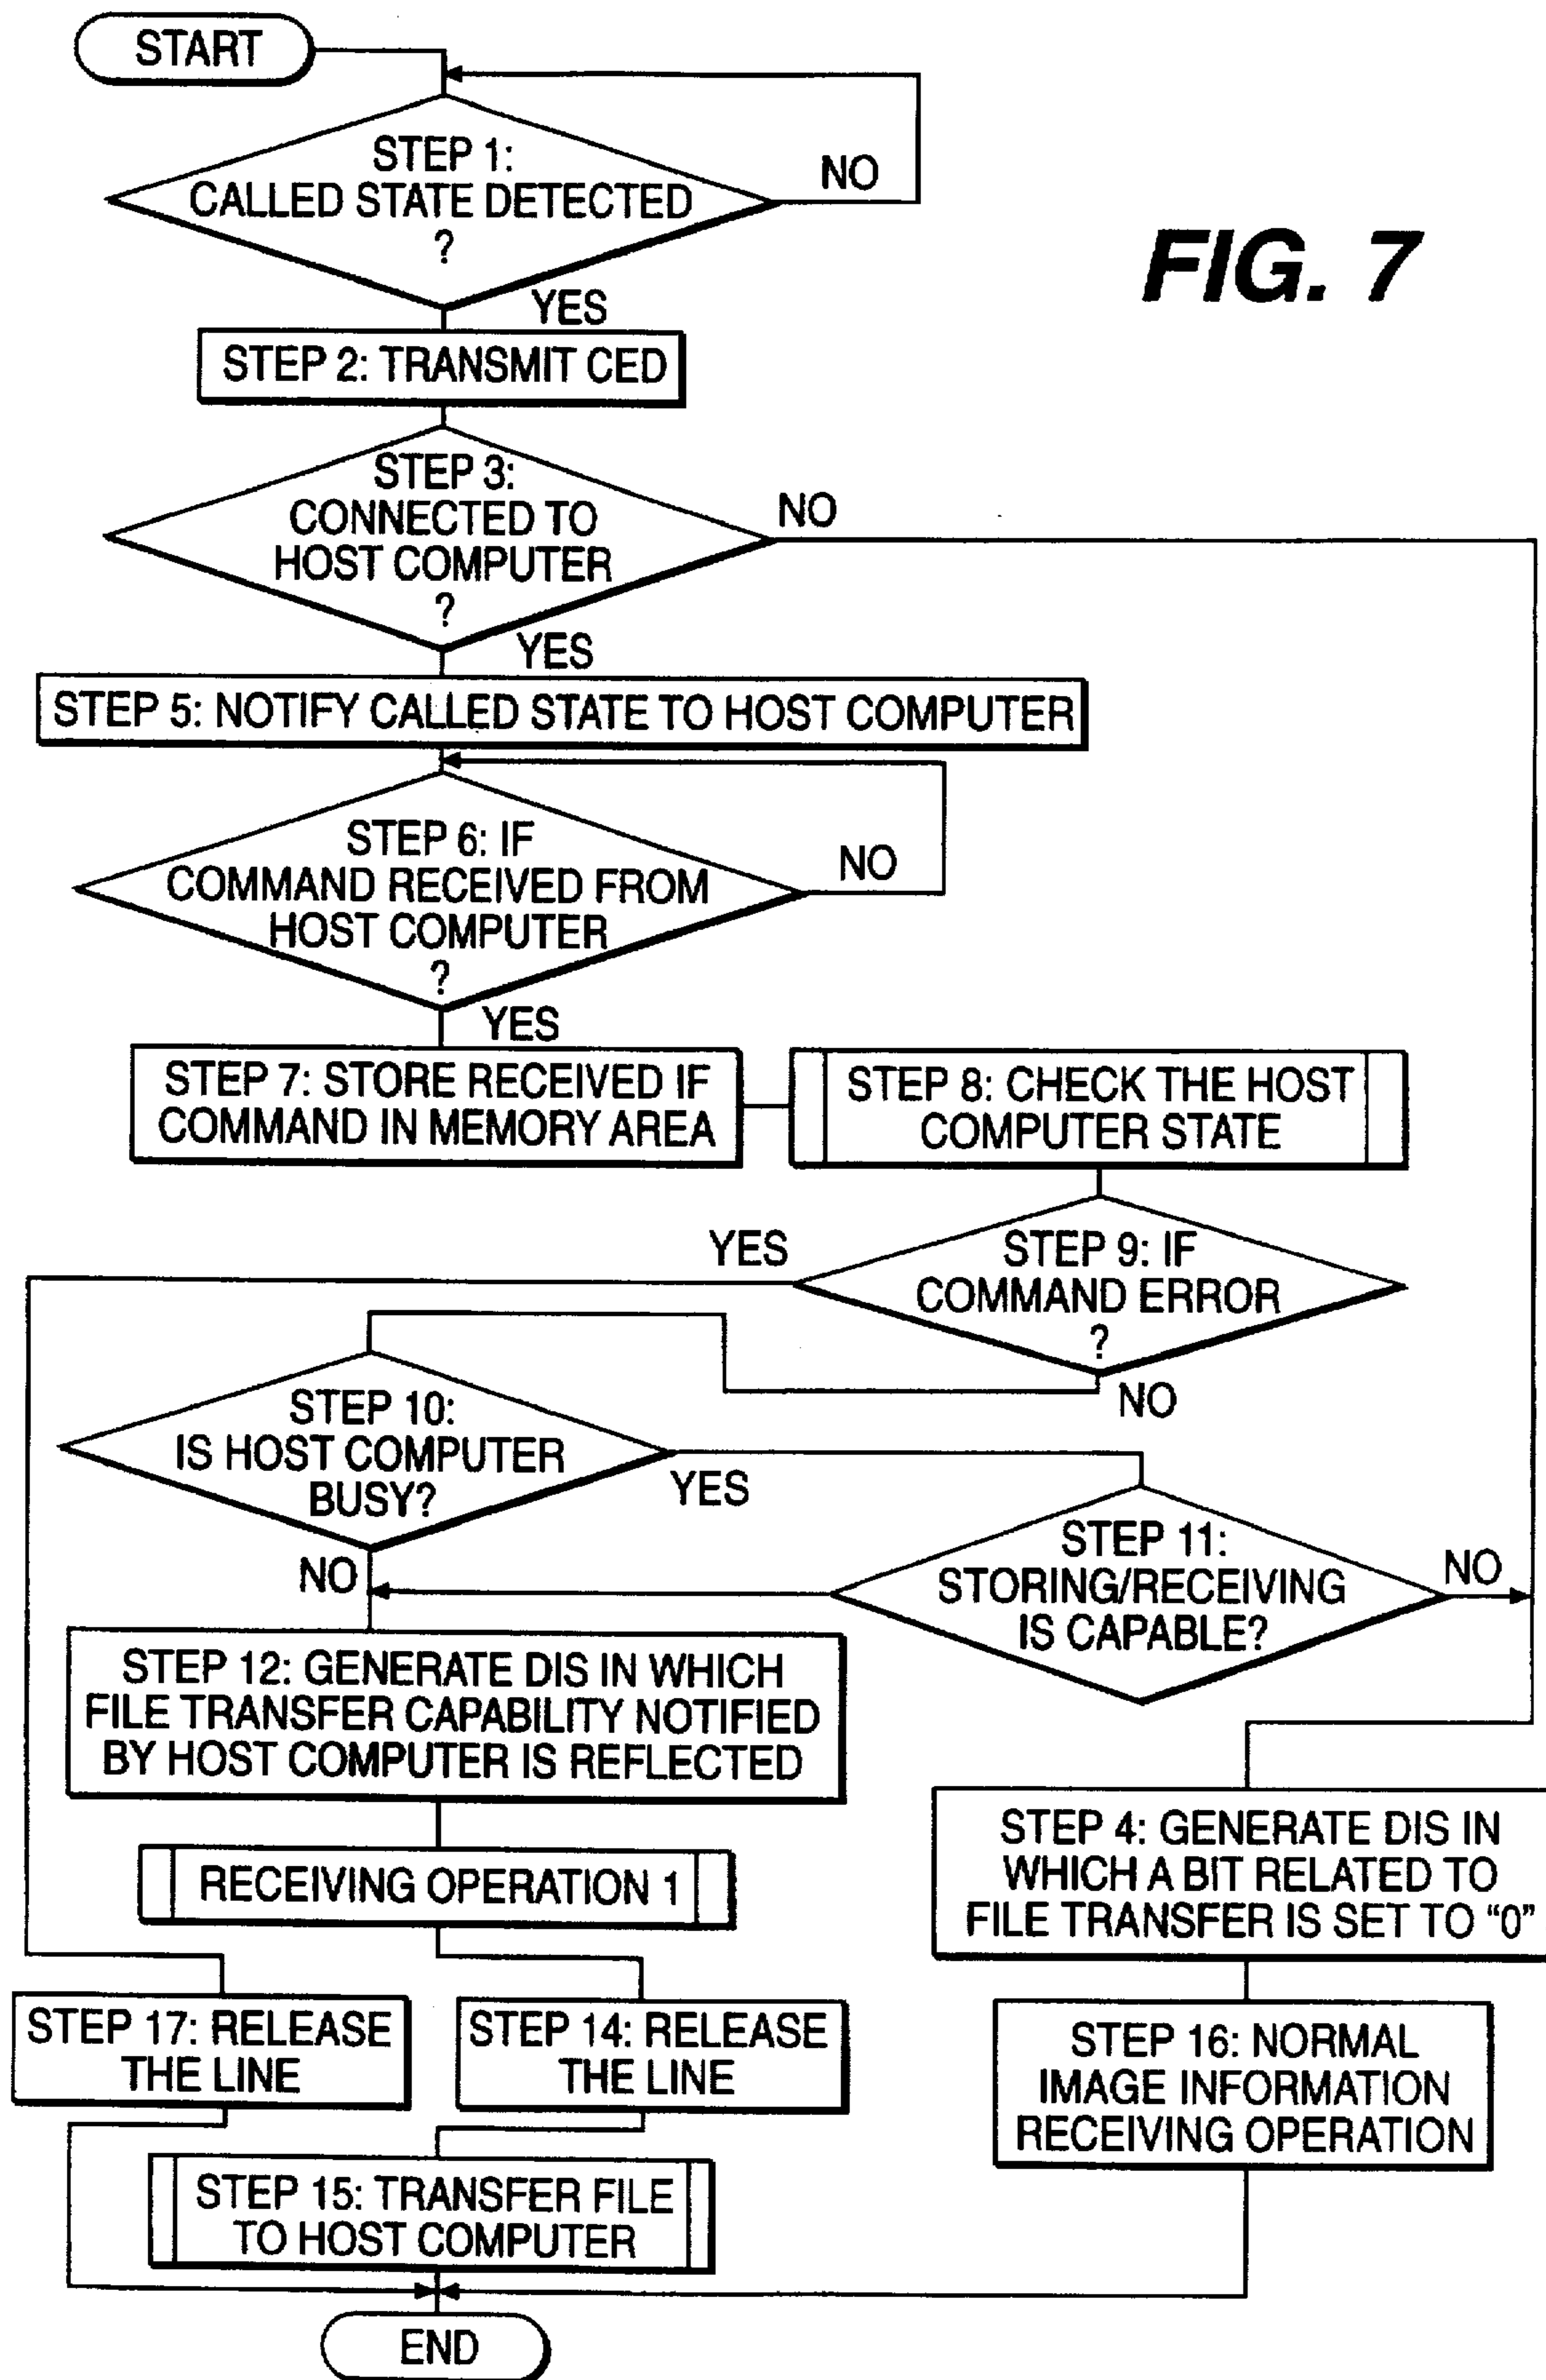 START
STEP 1:
CALLED STATE DETECTED
?
NO
FIG. 7
YES
STEP 2: TRANSMIT CED
STEP 3:
CONNECTED TO
HOST COMPUTER
?
NO
YES
STEP 5: NOTIFY CALLED STATE TO HOST COMPUTER
STEP 6: IF
COMMAND RECEIVED FROM
HOST COMPUTER
?
NO
YES
STEP 7: STORE RECEIVED IF
COMMAND IN MEMORY AREA
STEP 8: CHECK THE HOST
COMPUTER STATE
STEP 9: IF
COMMAND ERROR
?
YES
NO
STEP 10:
IS HOST COMPUTER
BUSY?
YES
NO
STEP 11:
STORING/RECEIVING
IS CAPABLE?
NO
STEP 12: GENERATE DIS IN WHICH
FILE TRANSFER CAPABILITY NOTIFIED
BY HOST COMPUTER IS REFLECTED
STEP 4: GENERATE DIS IN
WHICH A BIT RELATED TO
FILE TRANSFER IS SET TO “0”
RECEIVING OPERATION 1
STEP 17: RELEASE
THE LINE
STEP 14: RELEASE
THE LINE
STEP 16: NORMAL
IMAGE INFORMATION
RECEIVING OPERATION
STEP 15: TRANSFER FILE
TO HOST COMPUTER
END